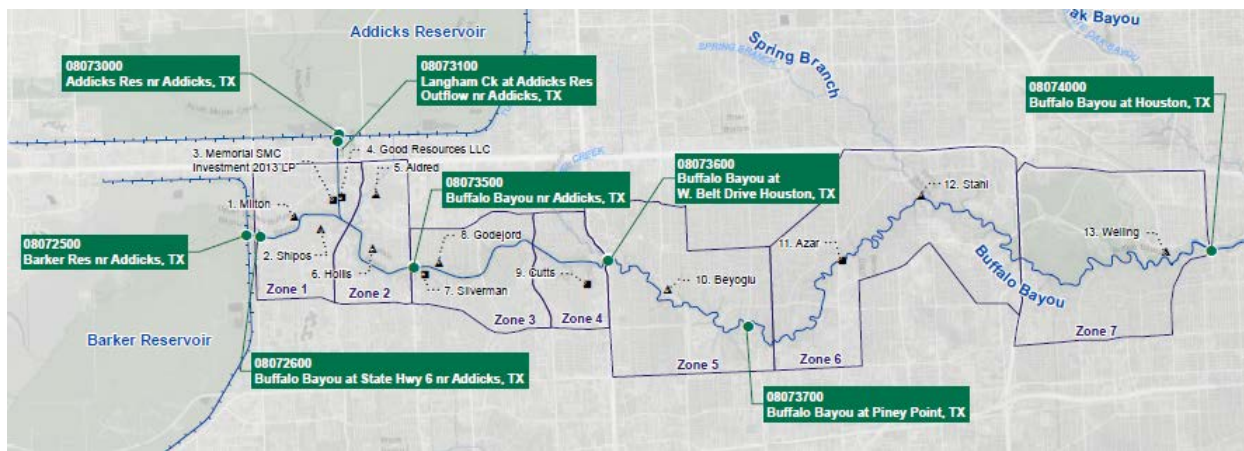 Addicks Reservoir
Spring Branch
SPRING BRANCH
ak Bayou
08073000
Addicks Res nr Addicks, TX
08073100
Langham Ck at Addicks Res
Outflow nr Addicks, TX
08074000
Buffalo Bayou at Houston, TX
3. Memorial SMC
Investment 2013 LP
4. Good Resources LLC
5. Aldred
08073500
Buffalo Bayou nr Addicks, TX
08073600
Buffalo Bayou at
W. Belt Drive Houston, TX
12. Stahl
1. Milton
08072500
Barker Res nr Addicks, TX
2. Shipos
6. Hollis
8. Godejord
7. Silverman
9. Cutts
11. Azar
10. Beyoglu
13. Welling
Buffalo Bayou
Zone 1
Zone 2
Zone 3
Zone 4
Zone 5
Zone 6
Zone 7
Barker Reservoir
08072600
Buffalo Bayou at State Hwy 6 nr Addicks, TX
08073700
Buffalo Bayou at Piney Point, TX